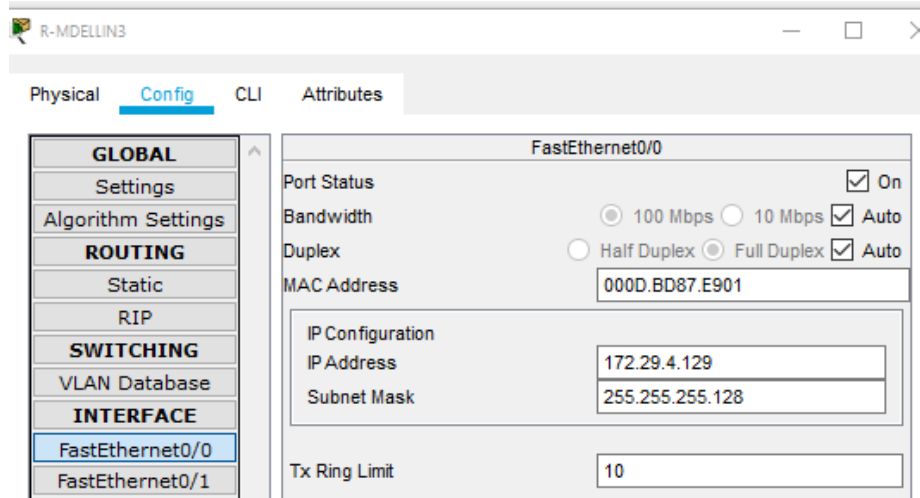 R-MDELLIN3
Physical Config CLI Attributes
GLOBAL
Settings
Algorithm Settings
ROUTING
Static
RIP
SWITCHING
VLAN Database
INTERFACE
FastEthernet0/0
FastEthernet0/1
FastEthernet0/0
Port Status On
Bandwidth 100 Mbps 10 Mbps Auto
Duplex Half Duplex Full Duplex Auto
MAC Address 000D.BD87.E901
IP Configuration
IP Address 172.29.4.129
Subnet Mask 255.255.255.128
Tx Ring Limit 10